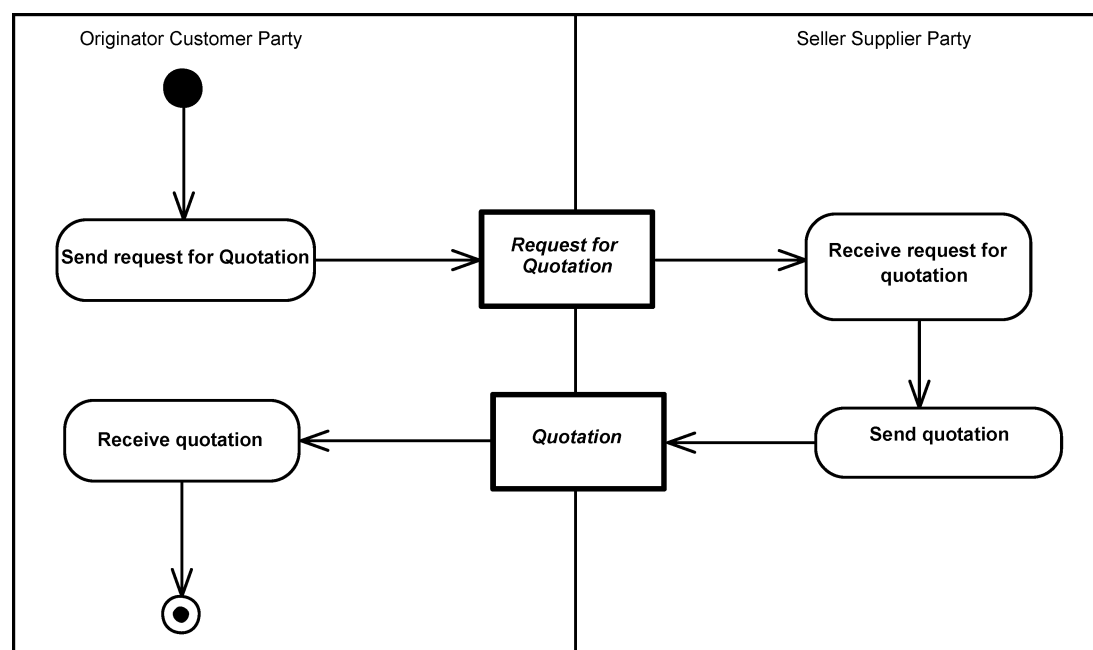 Originator Customer Party
Seller Supplier Party
Send request for Quotation
Request for
Quotation
Receive request for
quotation
Receive quotation
Quotation
Send quotation